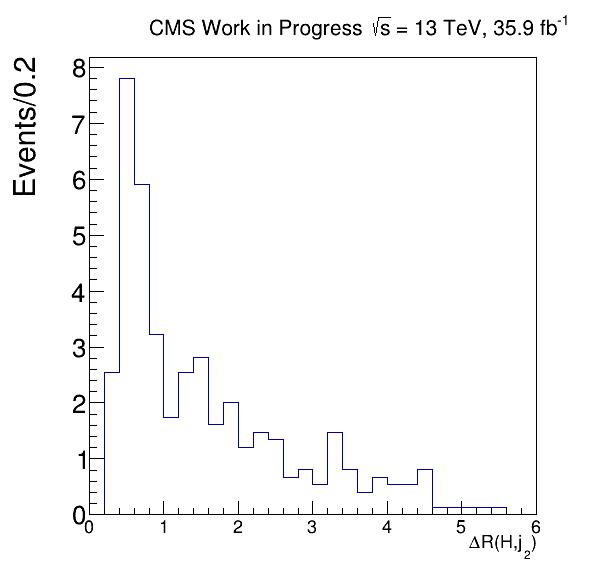 CMS Work in Progress √s = 13 TeV, 35.9 fb⁻¹
Events/0.2
8
7
6
5
4
3
2
1
0
0 1 2 3 4 5 6
ΔR(H,j₂)